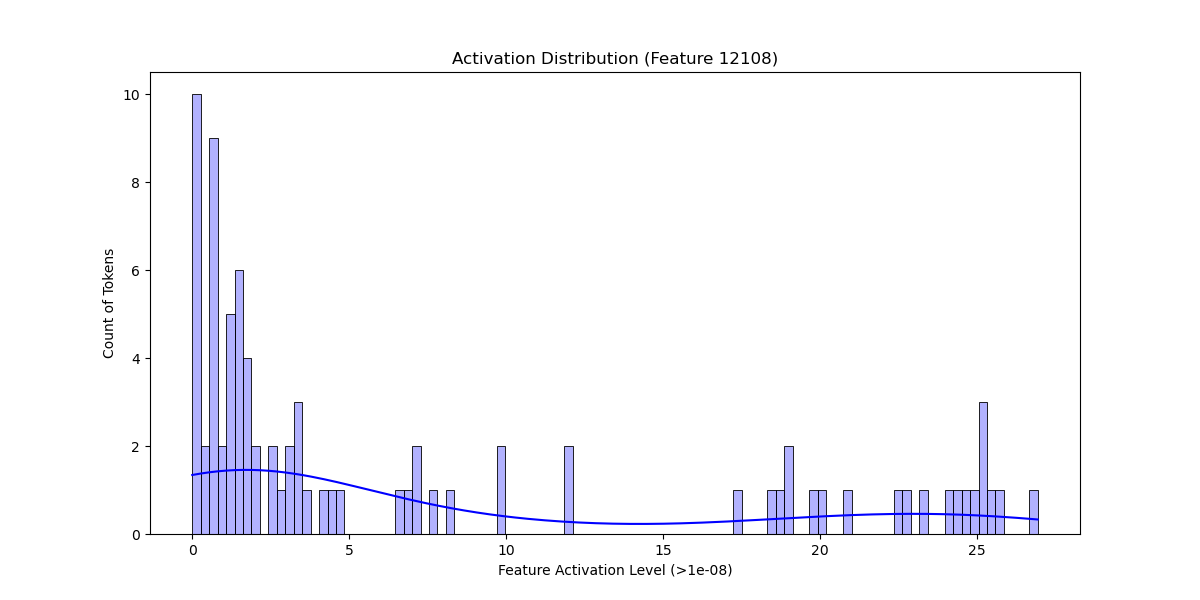 Activation Distribution (Feature 12108)
10
8
6
4
2
0
Count of Tokens
0 5 10 15 20 25
Feature Activation Level (>1e-08)